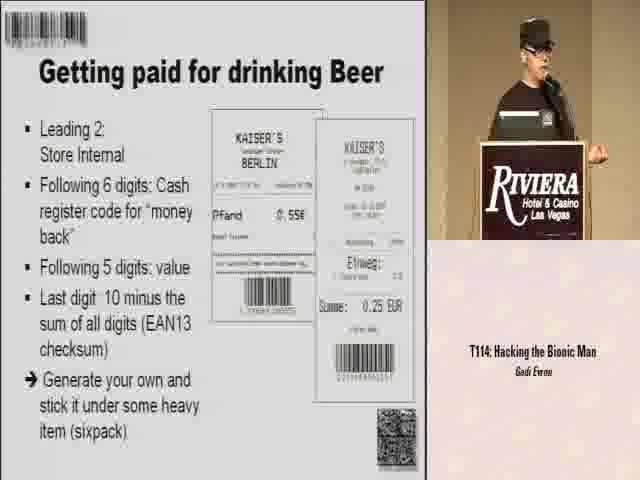 Getting paid for drinking Beer
▪ Leading 2:
Store Internal
▪ Following 6 digits: Cash
register code for "money
back"
▪ Following 5 digits: value
▪ Last digit 10 minus the
sum of all digits (EAN13
checksum)
➔ Generate your own and
stick it under some heavy
item (sixpack)
KAISER'S
BERLIN
Pfand 0,55€
KAISER'S
Einweg:
Summe: 0.25 EUR
RIVIERA
Hotel & Casino
Las Vegas
T114: Hacking the Bionic Man
Gadi Evron